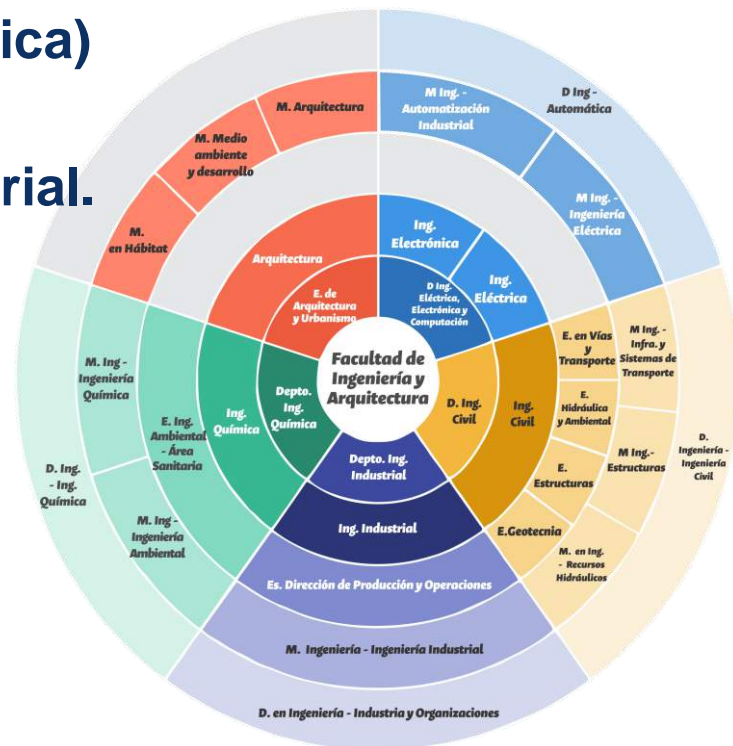 ica)
rial.
M. Arquitectura
M. Medio
ambiente
y desarrollo
M.
en Hábitat
Arquitectura
E. de
Arquitectura
y Urbanismo
D Ing -
Automática
M Ing. -
Automatización
Industrial
M Ing. -
Ingeniería
Eléctrica
Ing.
Electrónica
Ing.
Eléctrica
D Ing.
Eléctrica,
Electrónica y
Computación
Facultad de
Ingeniería y
Arquitectura
D. Ing.
Civil
Ing.
Civil
E. en Vías
y
Transporte
E.
Hidráulica
y Ambiental
E.
Estructuras
E.Geotecnia
M Ing. -
Infra. y
Sistemas de
Transporte
M Ing.-
Estructuras
M. en Ing.
- Recursos
Hidráulicos
D.
Ingeniería -
Ingeniería
Civil
Depto.
Ing.
Química
Ing.
Química
E. Ing.
Ambiental
- Área
Sanitaria
M. Ing -
Ingeniería
Química
M. Ing -
Ingeniería
Ambiental
D. Ing.
- Ing.
Química
Depto. Ing.
Industrial
Ing. Industrial
Es. Dirección de Producción y Operaciones
M. Ingeniería - Ingeniería Industrial
D. en Ingeniería - Industria y Organizaciones